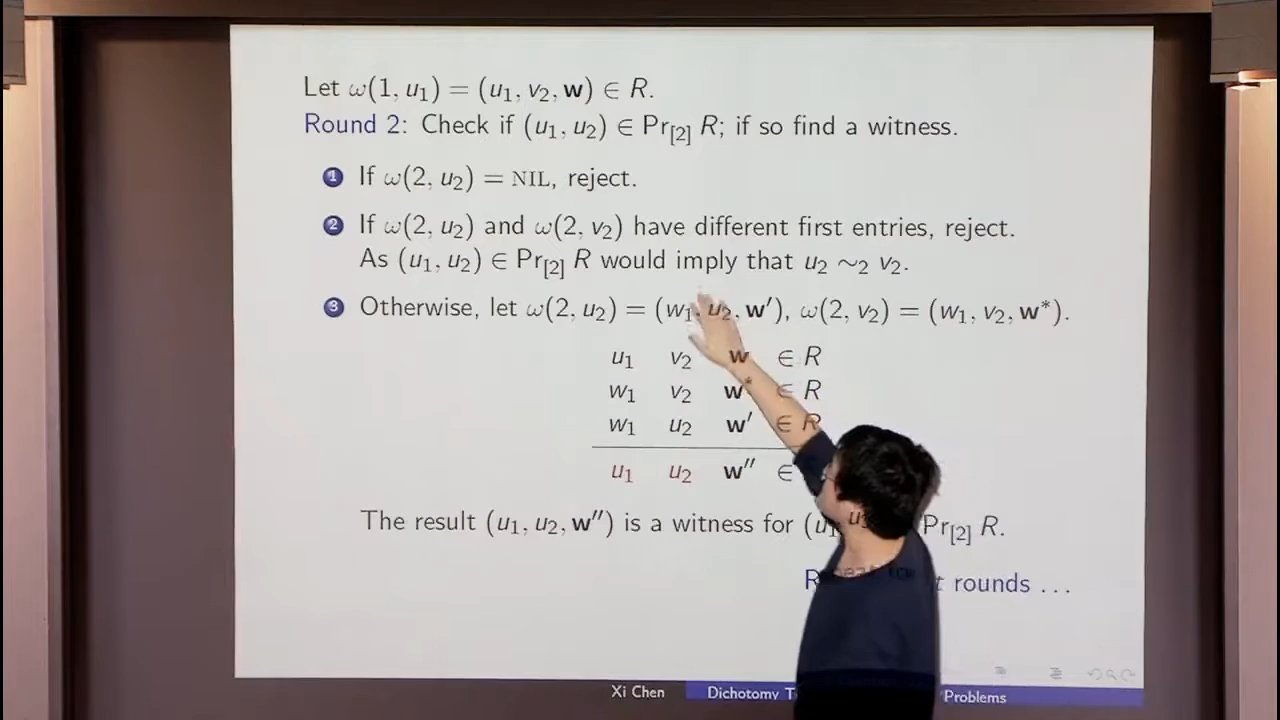 Let ω(1, u₁) = (u₁, v₂, w) ∈ R.
Round 2: Check if (u₁, u₂) ∈ Pr[2] R; if so find a witness.
1 If ω(2, u₂) = NIL, reject.
2 If ω(2, u₂) and ω(2, v₂) have different first entries, reject.
As (u₁, u₂) ∈ Pr[2] R would imply that u₂ ∼₂ v₂.
3 Otherwise, let ω(2, u₂) = (w₁, u₂, w′), ω(2, v₂) = (w₁, v₂, w*).
u₁ v₂ w ∈ R
w₁ v₂ w* ∈ R
w₁ u₂ w′ ∈ R
u₁ u₂ w″ ∈
The result (u₁, u₂, w″) is a witness for (u₁ Pr[2] R.
rounds ...
Xi Chen Dichotomy Problems